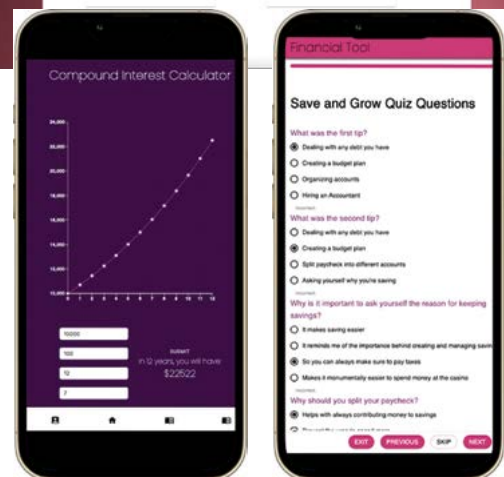 Compound Interest Calculator
24,000
22,000
20,000
18,000
16,000
14,000
12,000
10,000
0 1 2 3 4 5 6 7 8 9 10 11 12
10000
100
12
7
SUBMIT
in 12 years, you will have
$22522
Financial Tool
Save and Grow Quiz Questions
What was the first tip?
Dealing with any debt you have
Creating a budget plan
Organizing accounts
Hiring an Accountant
Incorrect
What was the second tip?
Dealing with any debt you have
Creating a budget plan
Split paycheck into different accounts
Asking yourself why you're saving
Incorrect
Why is it important to ask yourself the reason for keeping
savings?
It makes saving easier
It reminds me of the importance behind creating and managing savin
So you can always make sure to pay taxes
Makes it monumentally easier to spend money at the casino
Incorrect
Why should you split your paycheck?
Helps with always contributing money to savings
EXIT PREVIOUS SKIP NEXT